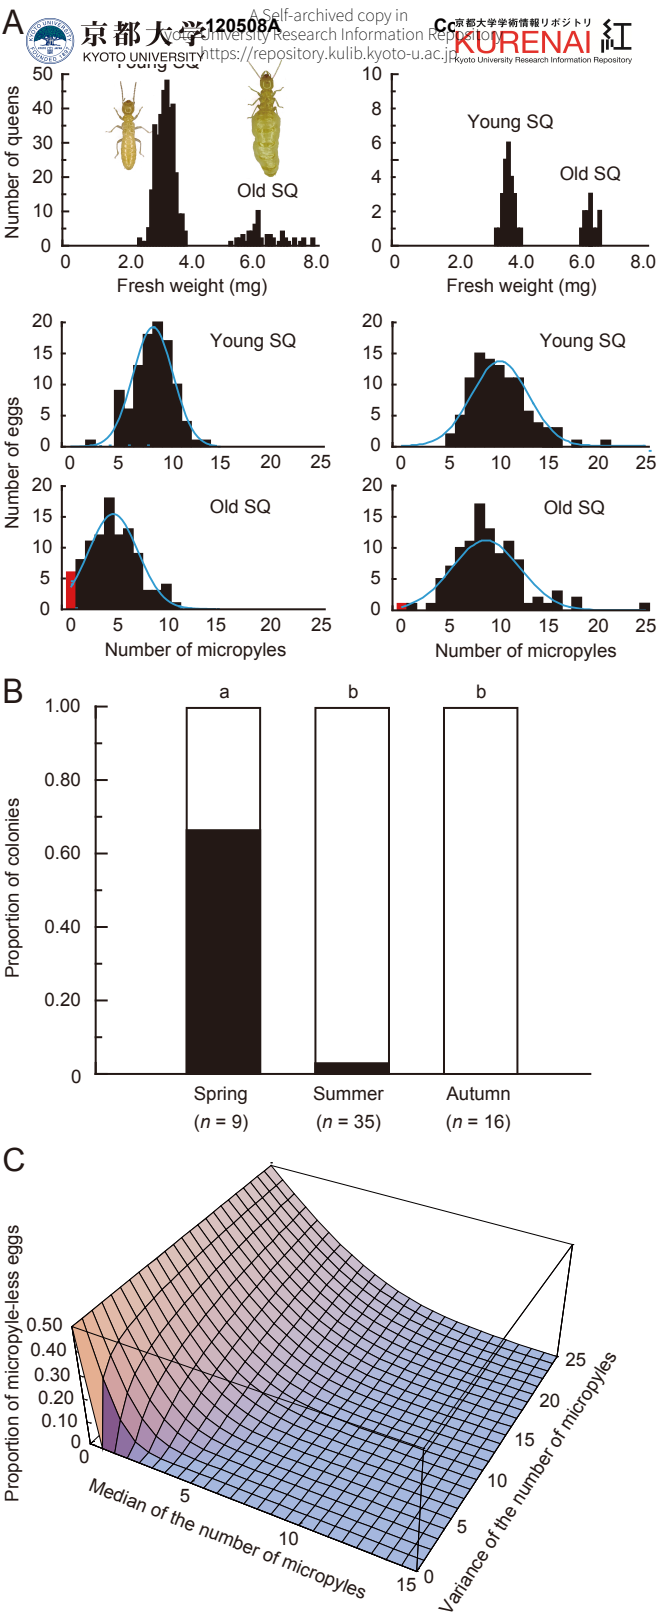 A
京都大学
KYOTO UNIVERSITY
120508A
A Self-archived copy in
Kyoto University Research Information Repository
https://repository.kulib.kyoto-u.ac.jp
京都大学学術情報リポジトリ
KURENAI 紅
Kyoto University Research Information Repository
Young SQ
Number of queens
50
40
30
20
10
0
Old SQ
0 2.0 4.0 6.0 8.0
Fresh weight (mg)
10
8
6
4
2
0
Young SQ
Old SQ
0 2.0 4.0 6.0 8.0
Fresh weight (mg)
Number of eggs
20
15
10
5
0
Young SQ
0 5 10 15 20 25
20
15
10
5
0
Young SQ
0 5 10 15 20 25
20
15
10
5
0
Old SQ
0 5 10 15 20 25
Number of micropyles
20
15
10
5
0
Old SQ
0 5 10 15 20 25
Number of micropyles
B
Proportion of colonies
1.00
0.80
0.60
0.40
0.20
0
a b b
Spring Summer Autumn
(n = 9) (n = 35) (n = 16)
C
Proportion of micropyle-less eggs
0.50
0.40
0.30
0.20
0.10
0
0 5 10 15
Median of the number of micropyles
0 5 10 15 20 25
Variance of the number of micropyles